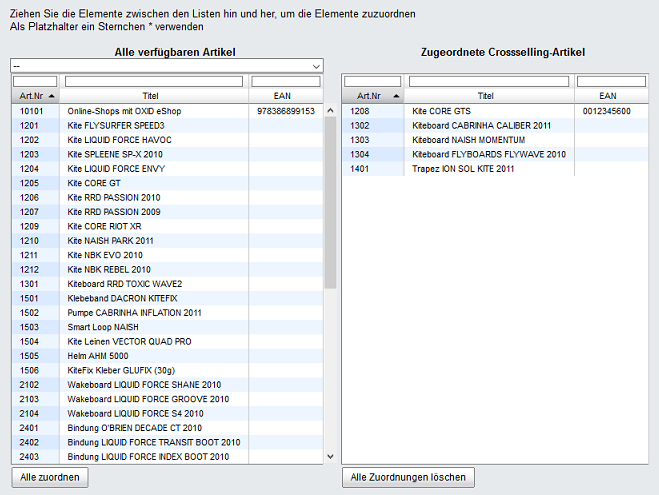 Ziehen Sie die Elemente zwischen den Listen hin und her, um die Elemente zuzuordnen
Als Platzhalter ein Sternchen * verwenden
Alle verfügbaren Artikel
--
Art.Nr Titel EAN
10101 Online-Shops mit OXID eShop 978386899153
1201 Kite FLYSURFER SPEED3
1202 Kite LIQUID FORCE HAVOC
1203 Kite SPLEENE SP-X 2010
1204 Kite LIQUID FORCE ENVY
1205 Kite CORE GT
1206 Kite RRD PASSION 2010
1207 Kite RRD PASSION 2009
1209 Kite CORE RIOT XR
1210 Kite NAISH PARK 2011
1211 Kite NBK EVO 2010
1212 Kite NBK REBEL 2010
1301 Kiteboard RRD TOXIC WAVE2
1501 Klebeband DACRON KITEFIX
1502 Pumpe CABRINHA INFLATION 2011
1503 Smart Loop NAISH
1504 Kite Leinen VECTOR QUAD PRO
1505 Helm AHM 5000
1506 KiteFix Kleber GLUFIX (30g)
2102 Wakeboard LIQUID FORCE SHANE 2010
2103 Wakeboard LIQUID FORCE GROOVE 2010
2104 Wakeboard LIQUID FORCE S4 2010
2401 Bindung O'BRIEN DECADE CT 2010
2402 Bindung LIQUID FORCE TRANSIT BOOT 2010
2403 Bindung LIQUID FORCE INDEX BOOT 2010
Alle zuordnen
Zugeordnete Crossselling-Artikel
Art.Nr Titel EAN
1208 Kite CORE GTS 0012345600
1302 Kiteboard CABRINHA CALIBER 2011
1303 Kiteboard NAISH MOMENTUM
1304 Kiteboard FLYBOARDS FLYWAVE 2010
1401 Trapez ION SOL KITE 2011
Alle Zuordnungen löschen